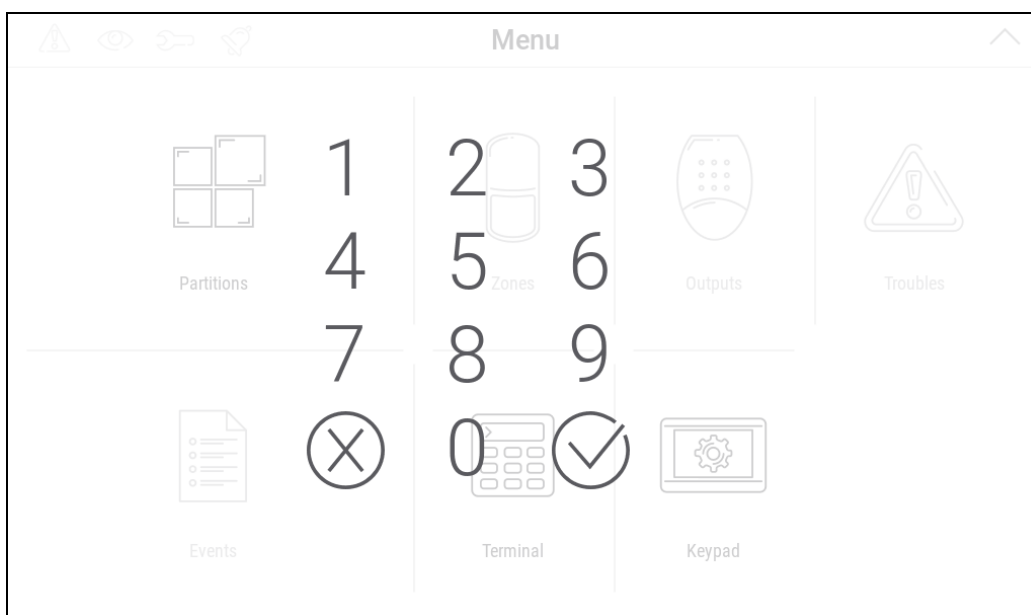 Menu
1 2 3
4 5 6
Partitions Zones Outputs Troubles
7 8 9
0
Events Terminal Keypad